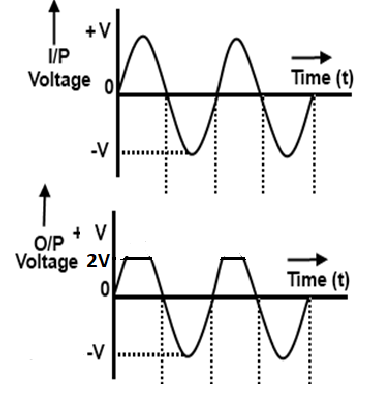 +V
I/P
Voltage
0
Time (t)
-V
+ V
O/P
Voltage
2V
0
Time (t)
-V